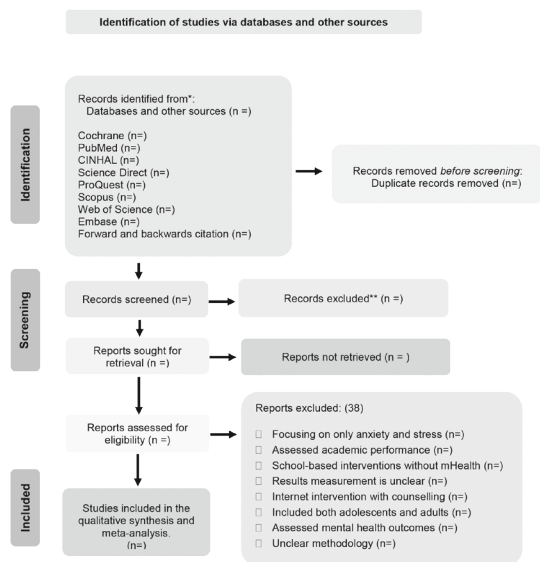 Identification of studies via databases and other sources
Identification
Records identified from*:
Databases and other sources (n =)
Cochrane (n=)
PubMed (n=)
CINHAL (n=)
Science Direct (n=)
ProQuest (n=)
Scopus (n=)
Web of Science (n=)
Embase (n=)
Forward and backwards citation (n=)
Records removed before screening:
Duplicate records removed (n=)
Screening
Records screened (n=)
Records excluded** (n =)
Reports sought for
retrieval (n =)
Reports not retrieved (n = )
Reports assessed for
eligibility (n =)
Reports excluded: (38)
Focusing on only anxiety and stress (n=)
Assessed academic performance (n=)
School-based interventions without mHealth (n=)
Results measurement is unclear (n=)
Internet intervention with counselling (n=)
Included both adolescents and adults (n=)
Assessed mental health outcomes (n=)
Unclear methodology (n=)
Included
Studies included in the
qualitative synthesis and
meta-analysis.
(n=)